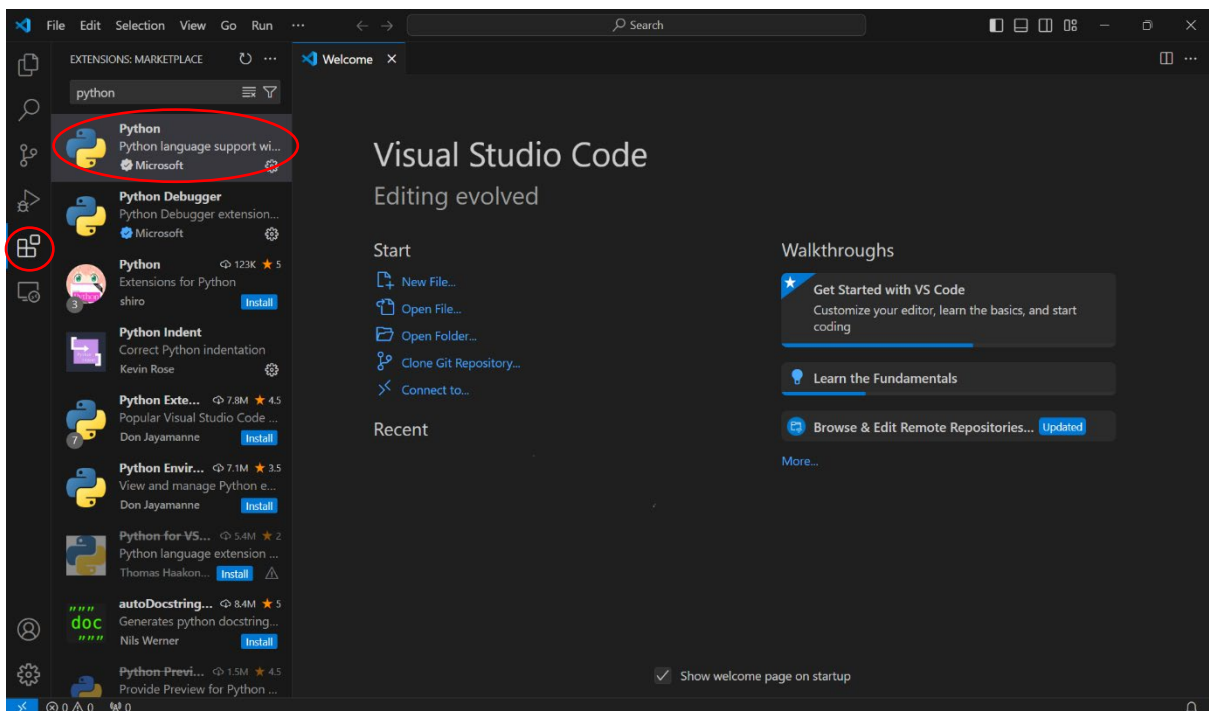 File Edit Selection View Go Run ... Search
EXTENSIONS: MARKETPLACE
Welcome
python
Python
Python language support wi...
Microsoft
Python Debugger
Python Debugger extension...
Microsoft
Python 123K 5
Extensions for Python
3 shiro Install
Python Indent
Correct Python indentation
Kevin Rose
Python Exte... 7.8M 4.5
Popular Visual Studio Code ...
7 Don Jayamanne Install
Python Envir... 7.1M 3.5
View and manage Python e...
Don Jayamanne Install
Python for VS... 5.4M 2
Python language extension ...
Thomas Haakon... Install
autoDocstring... 8.4M 5
""" doc """
Generates python docstring...
Nils Werner Install
Python Previ... 1.5M 4.5
Provide Preview for Python ...
Visual Studio Code
Editing evolved
Start
New File...
Open File...
Open Folder...
Clone Git Repository...
Connect to...
Recent
Walkthroughs
Get Started with VS Code
Customize your editor, learn the basics, and start
coding
Learn the Fundamentals
Browse & Edit Remote Repositories... Updated
More...
Show welcome page on startup
0 0 0